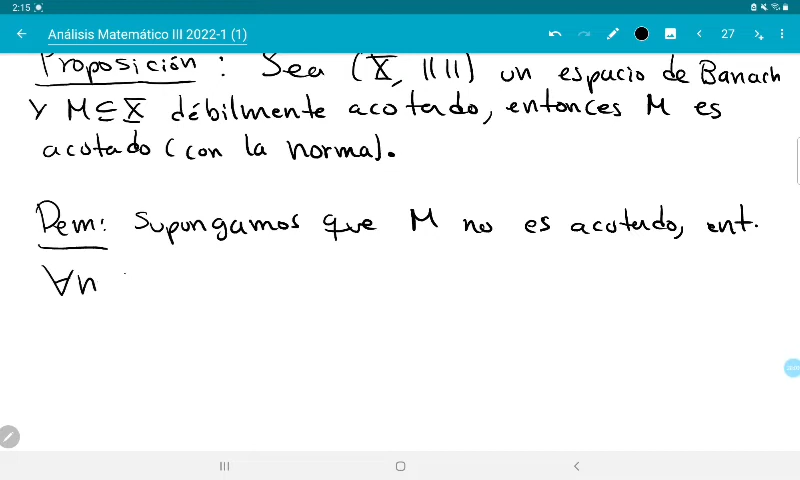 2:15
Análisis Matemático III 2022-1 (1)
27
Proposición: Sea (X, || ||) un espacio de Banach
y M ⊆ X débilmente acotado, entonces M es
acotado (con la norma).
Dem: Supongamos que M no es acotado, ent.
∀n